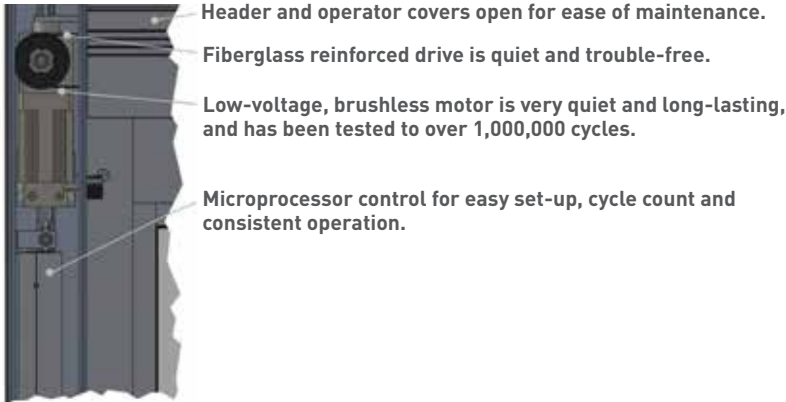 Header and operator covers open for ease of maintenance.
Fiberglass reinforced drive is quiet and trouble-free.
Low-voltage, brushless motor is very quiet and long-lasting,
and has been tested to over 1,000,000 cycles.
Microprocessor control for easy set-up, cycle count and
consistent operation.